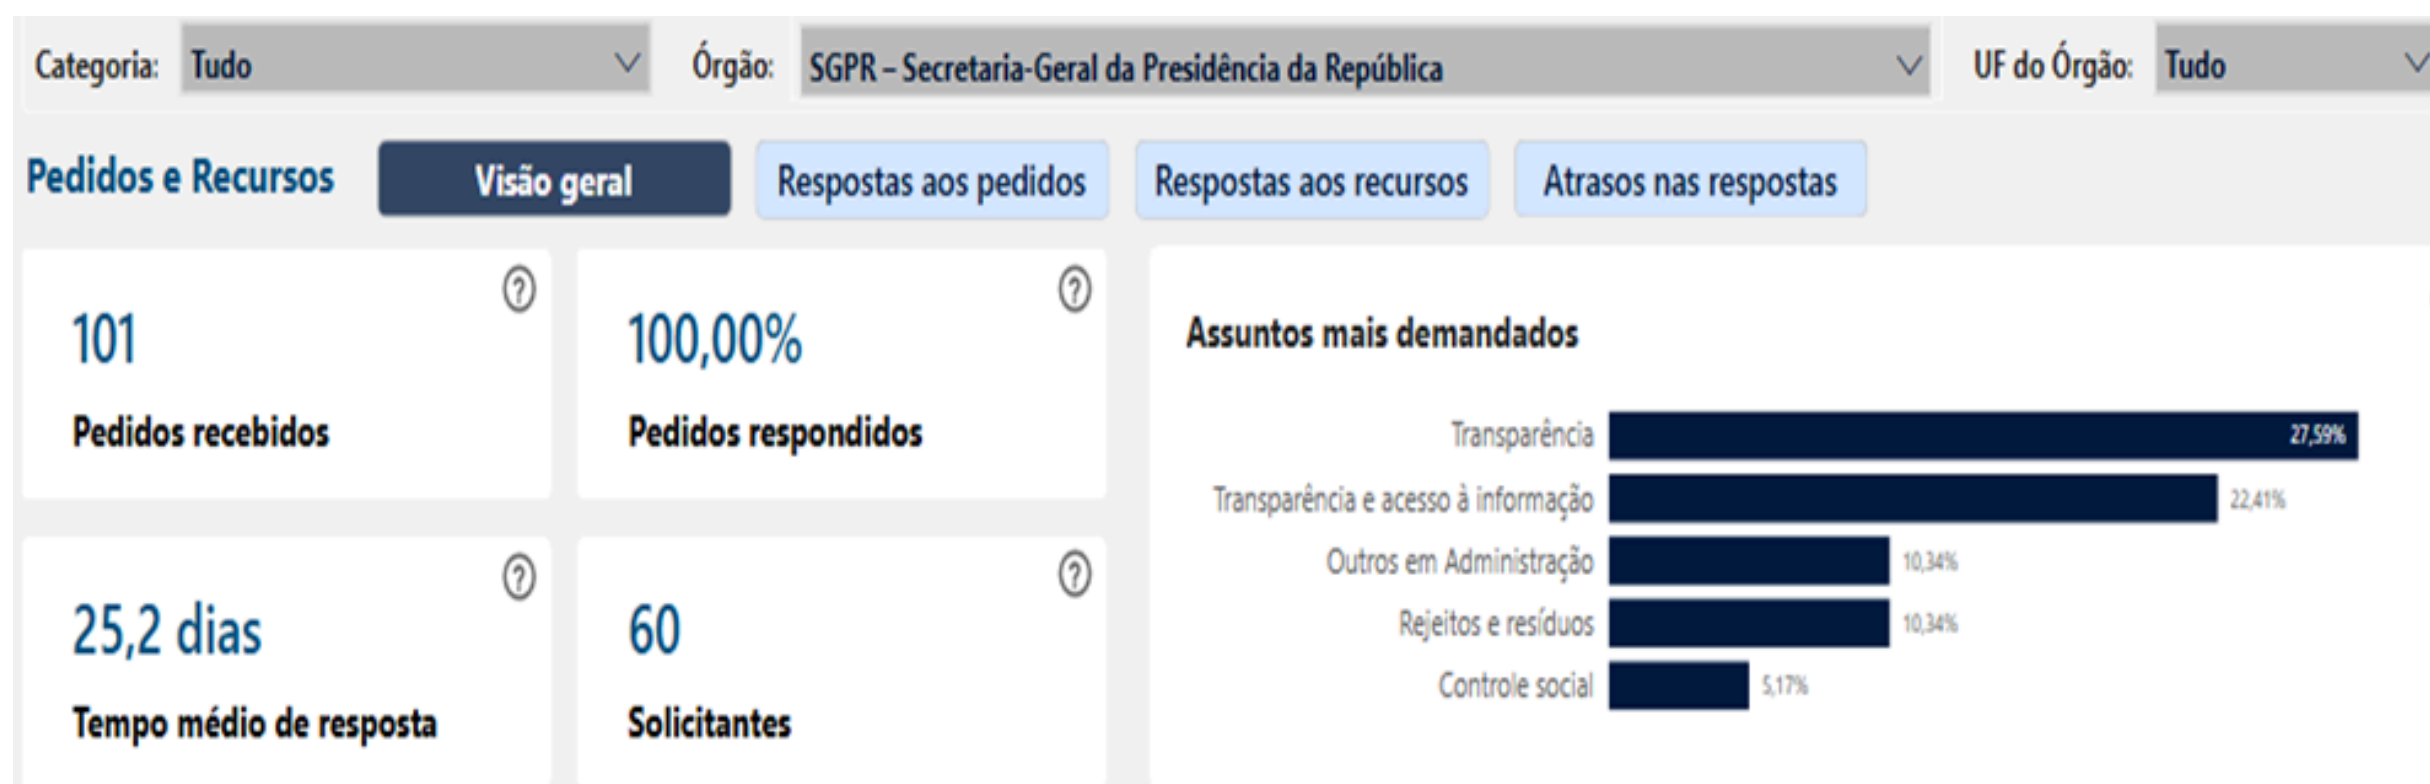 Categoria: Tudo Órgão: SGPR – Secretaria-Geral da Presidência da República UF do Órgão: Tudo
Pedidos e Recursos Visão geral Respostas aos pedidos Respostas aos recursos Atrasos nas respostas
101
Pedidos recebidos
100,00%
Pedidos respondidos
25,2 dias
Tempo médio de resposta
60
Solicitantes
Assuntos mais demandados
Transparência 27,59%
Transparência e acesso à informação 22,41%
Outros em Administração 10,34%
Rejeitos e resíduos 10,34%
Controle social 5,17%